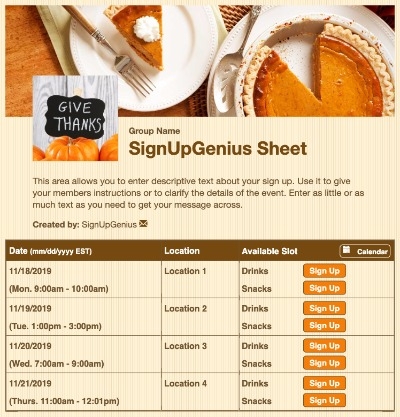 GIVE
THANKS
Group Name
SignUpGenius Sheet
This area allows you to enter descriptive text about your sign up. Use it to give
your members instructions or to clarify the details of the event. Enter as little or as
much text as you need to get your message across.
Created by: SignUpGenius
Date (mm/dd/yyyy EST) Location Available Slot Calendar
11/18/2019 Location 1 Drinks Sign Up
(Mon. 9:00am - 10:00am) Snacks Sign Up
11/19/2019 Location 2 Drinks Sign Up
(Tue. 1:00pm - 3:00pm) Snacks Sign Up
11/20/2019 Location 3 Drinks Sign Up
(Wed. 7:00am - 9:00am) Snacks Sign Up
11/21/2019 Location 4 Drinks Sign Up
(Thurs. 11:00am - 12:01pm) Snacks Sign Up